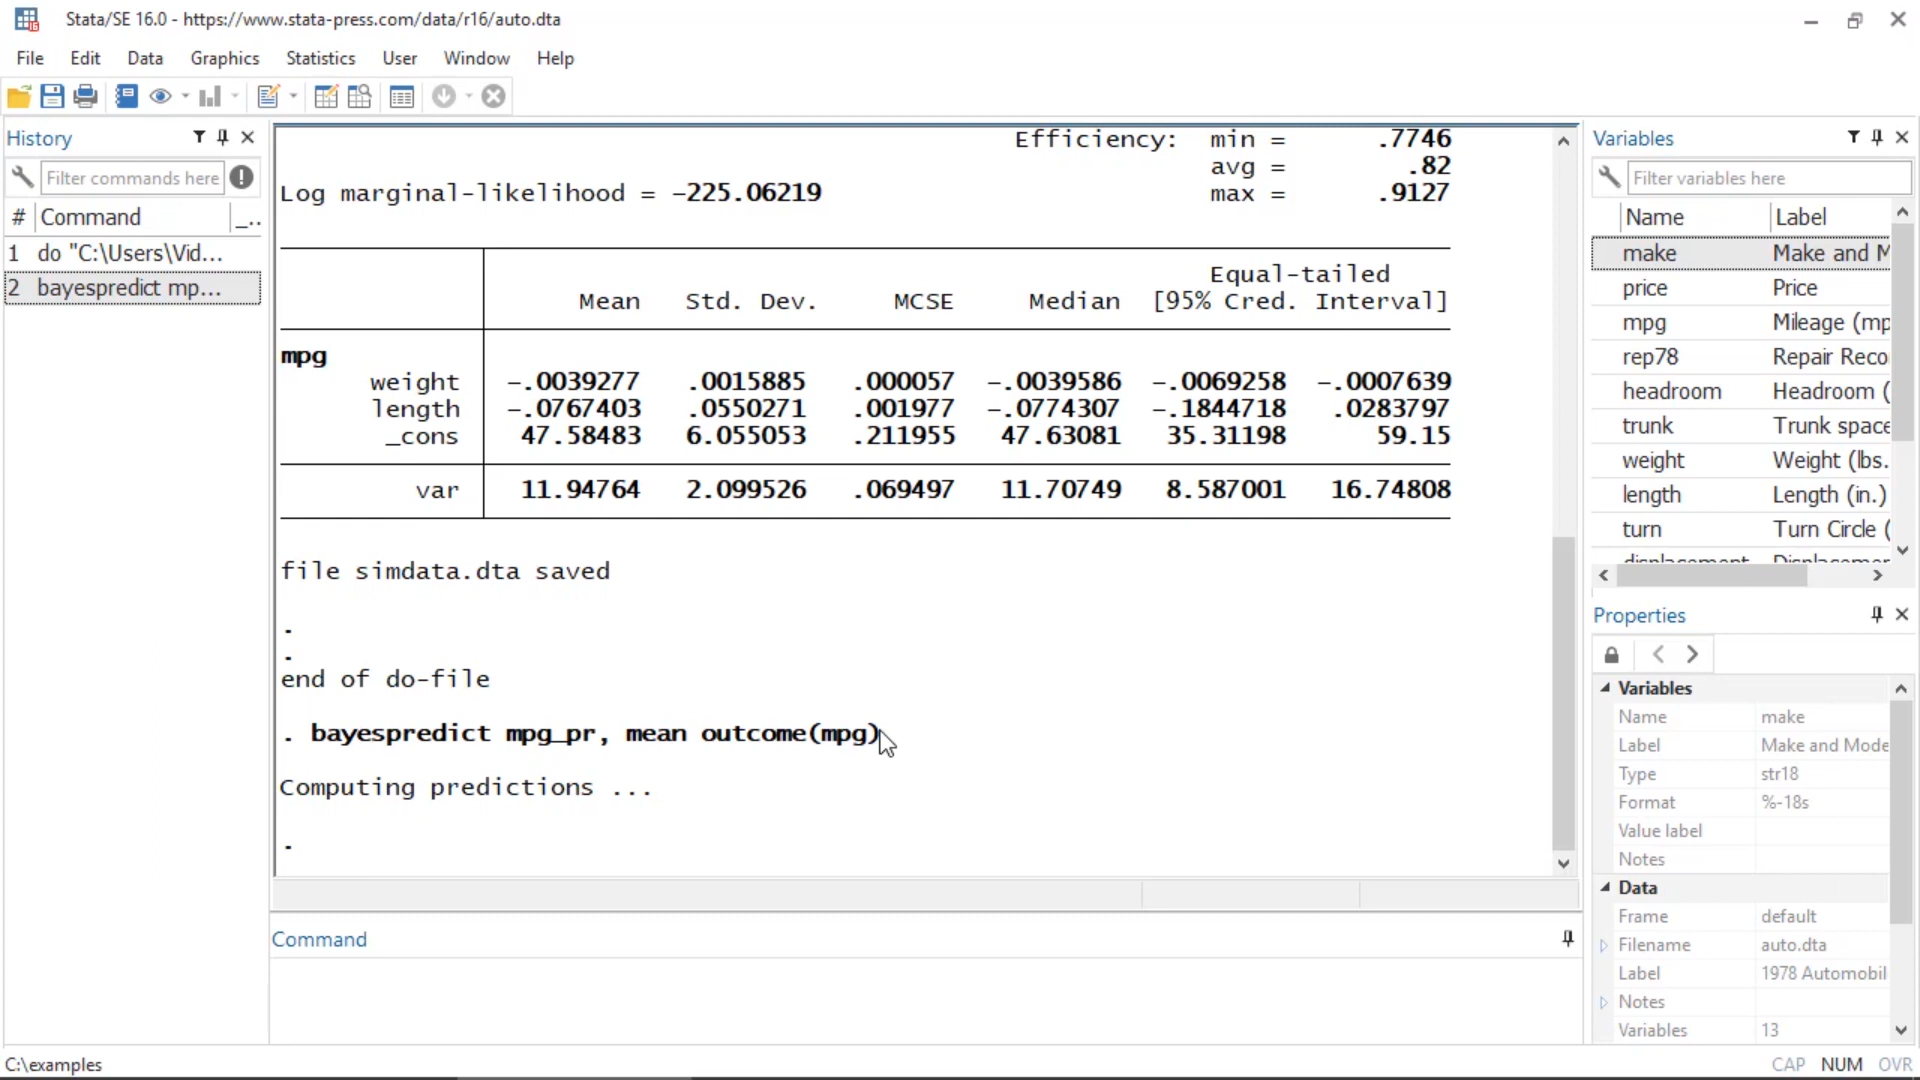 Stata/SE 16.0 - https://www.stata-press.com/data/r16/auto.dta
File Edit Data Graphics Statistics User Window Help
History
Filter commands here
# Command _..
1 do "C:\Users\Vid...
2 bayespredict mp...
Efficiency: min = .7746
avg = .82
Log marginal-likelihood = -225.06219 max = .9127
Equal-tailed
Mean Std. Dev. MCSE Median [95% Cred. Interval]
mpg
weight -.0039277 .0015885 .000057 -.0039586 -.0069258 -.0007639
length -.0767403 .0550271 .001977 -.0774307 -.1844718 .0283797
_cons 47.58483 6.055053 .211955 47.63081 35.31198 59.15
var 11.94764 2.099526 .069497 11.70749 8.587001 16.74808
file simdata.dta saved
.
.
end of do-file
. bayespredict mpg_pr, mean outcome(mpg)
Computing predictions ...
.
Command
Variables
Filter variables here
Name Label
make Make and M
price Price
mpg Mileage (mp
rep78 Repair Reco
headroom Headroom (
trunk Trunk space
weight Weight (lbs.
length Length (in.)
turn Turn Circle (
displacement Displacemen
Properties
Variables
Name make
Label Make and Mode
Type str18
Format %-18s
Value label
Notes
Data
Frame default
Filename auto.dta
Label 1978 Automobil
Notes
Variables 13
C:\examples
CAP NUM OVR